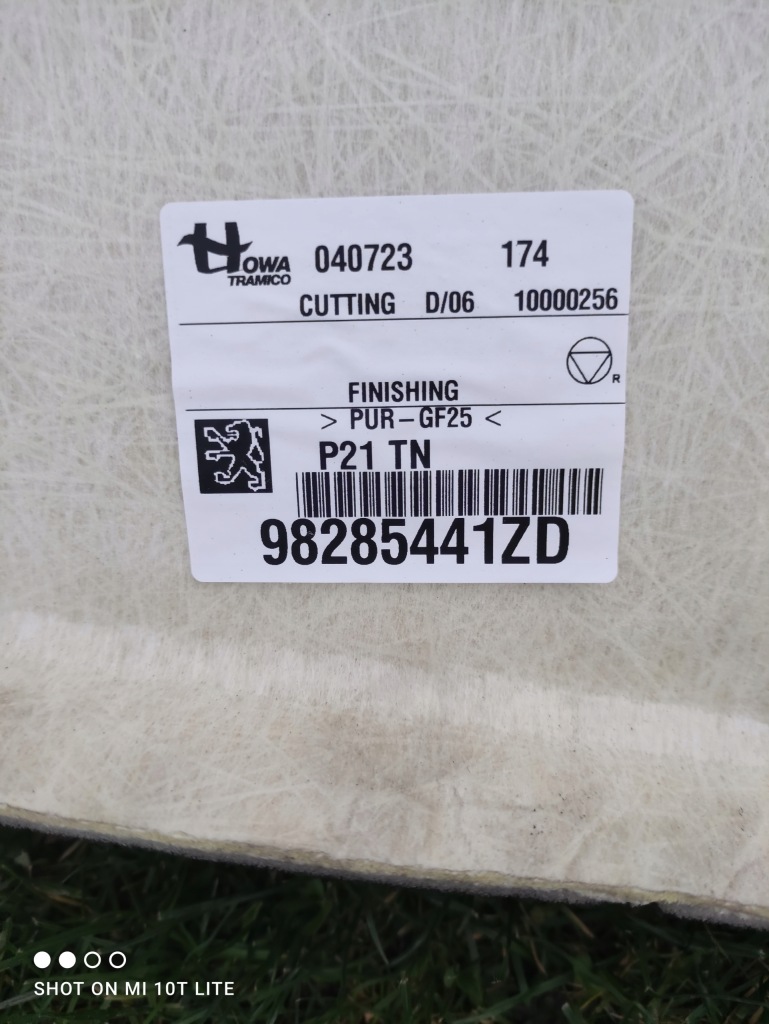 HOWA 040723 174
TRAMICO
CUTTING D/06 10000256
R
FINISHING
> PUR-GF25 <
P21 TN
98285441ZD
SHOT ON MI 10T LITE